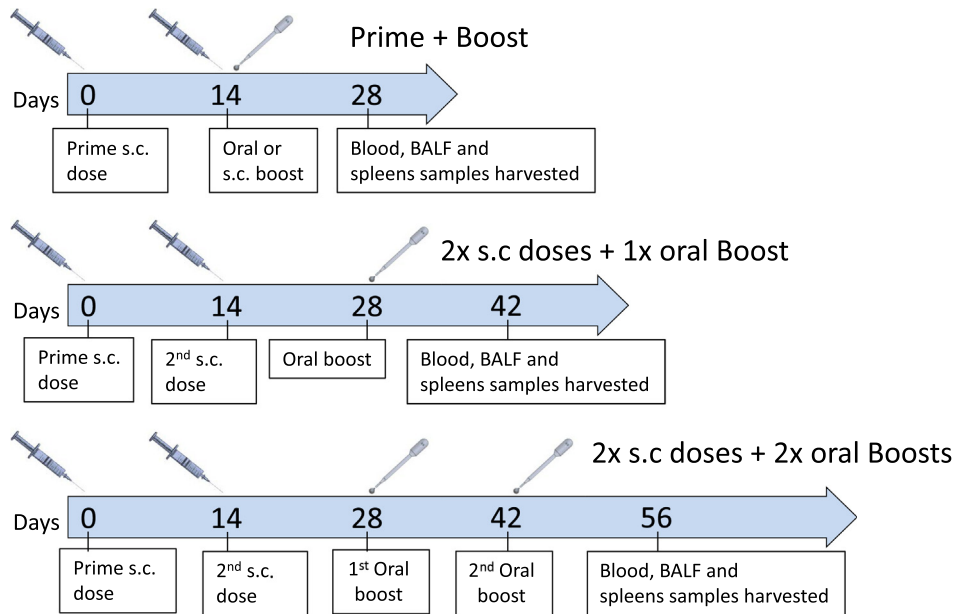 Prime + Boost
Days 0 14 28
Prime s.c.
dose
Oral or
s.c. boost
Blood, BALF and
spleens samples harvested
2x s.c doses + 1x oral Boost
Days 0 14 28 42
Prime s.c.
dose
2nd s.c.
dose
Oral boost
Blood, BALF and
spleens samples harvested
2x s.c doses + 2x oral Boosts
Days 0 14 28 42 56
Prime s.c.
dose
2nd s.c.
dose
1st Oral
boost
2nd Oral
boost
Blood, BALF and
spleens samples harvested